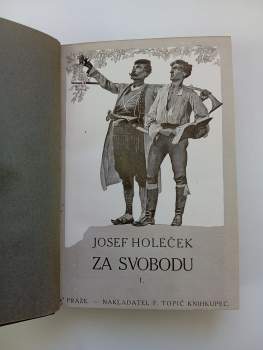 JOSEF HOLEČEK
ZA SVOBODU
I.
PRAZE. – NAKLADATEL F. TOPIČ KNIHKUPEC.